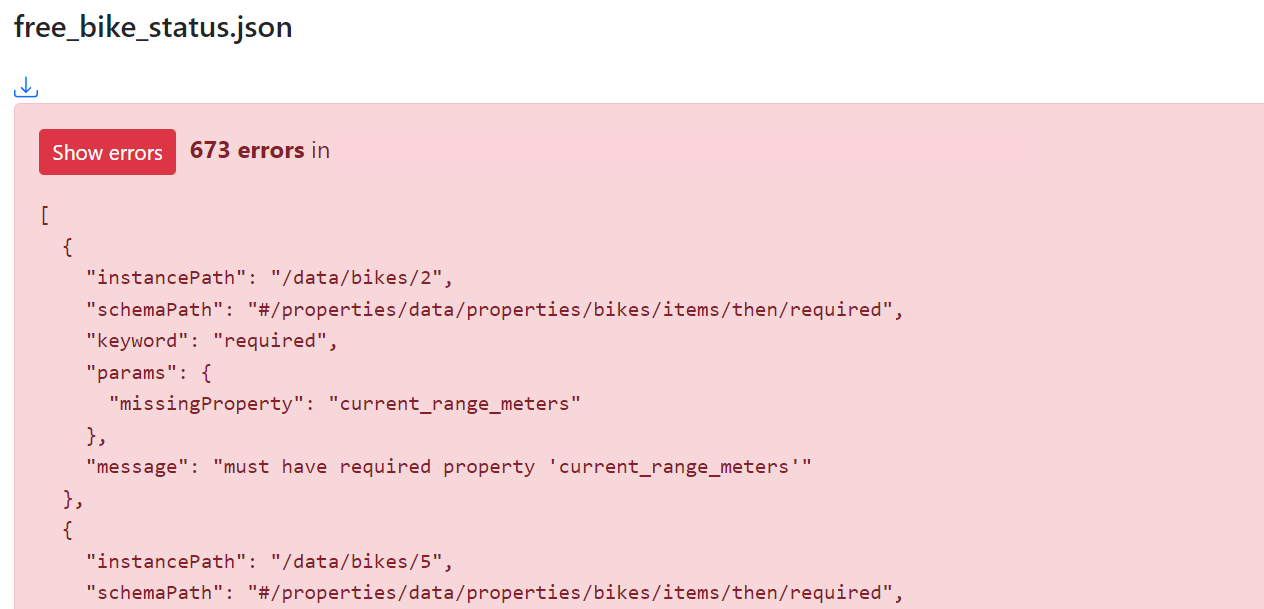 free_bike_status.json
Show errors 673 errors in
[
  {
    "instancePath": "/data/bikes/2",
    "schemaPath": "#/properties/data/properties/bikes/items/then/required",
    "keyword": "required",
    "params": {
      "missingProperty": "current_range_meters"
    },
    "message": "must have required property 'current_range_meters'"
  },
  {
    "instancePath": "/data/bikes/5",
    "schemaPath": "#/properties/data/properties/bikes/items/then/required",